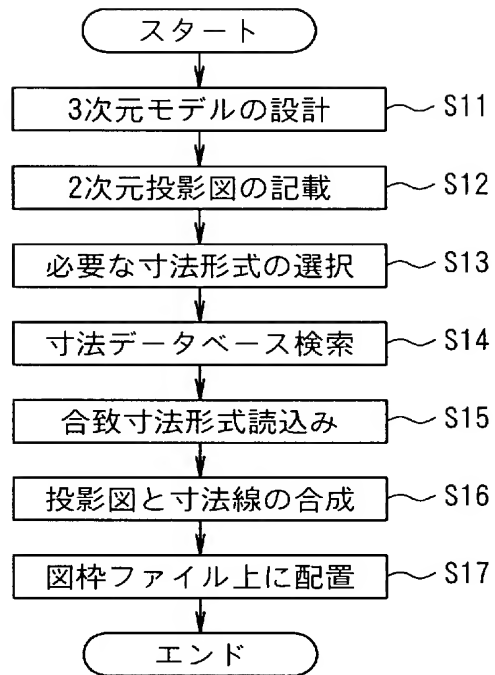 スタート
3次元モデルの設計 S11
2次元投影図の記載 S12
必要な寸法形式の選択 S13
寸法データベース検索 S14
合致寸法形式読込み S15
投影図と寸法線の合成 S16
図枠ファイル上に配置 S17
エンド